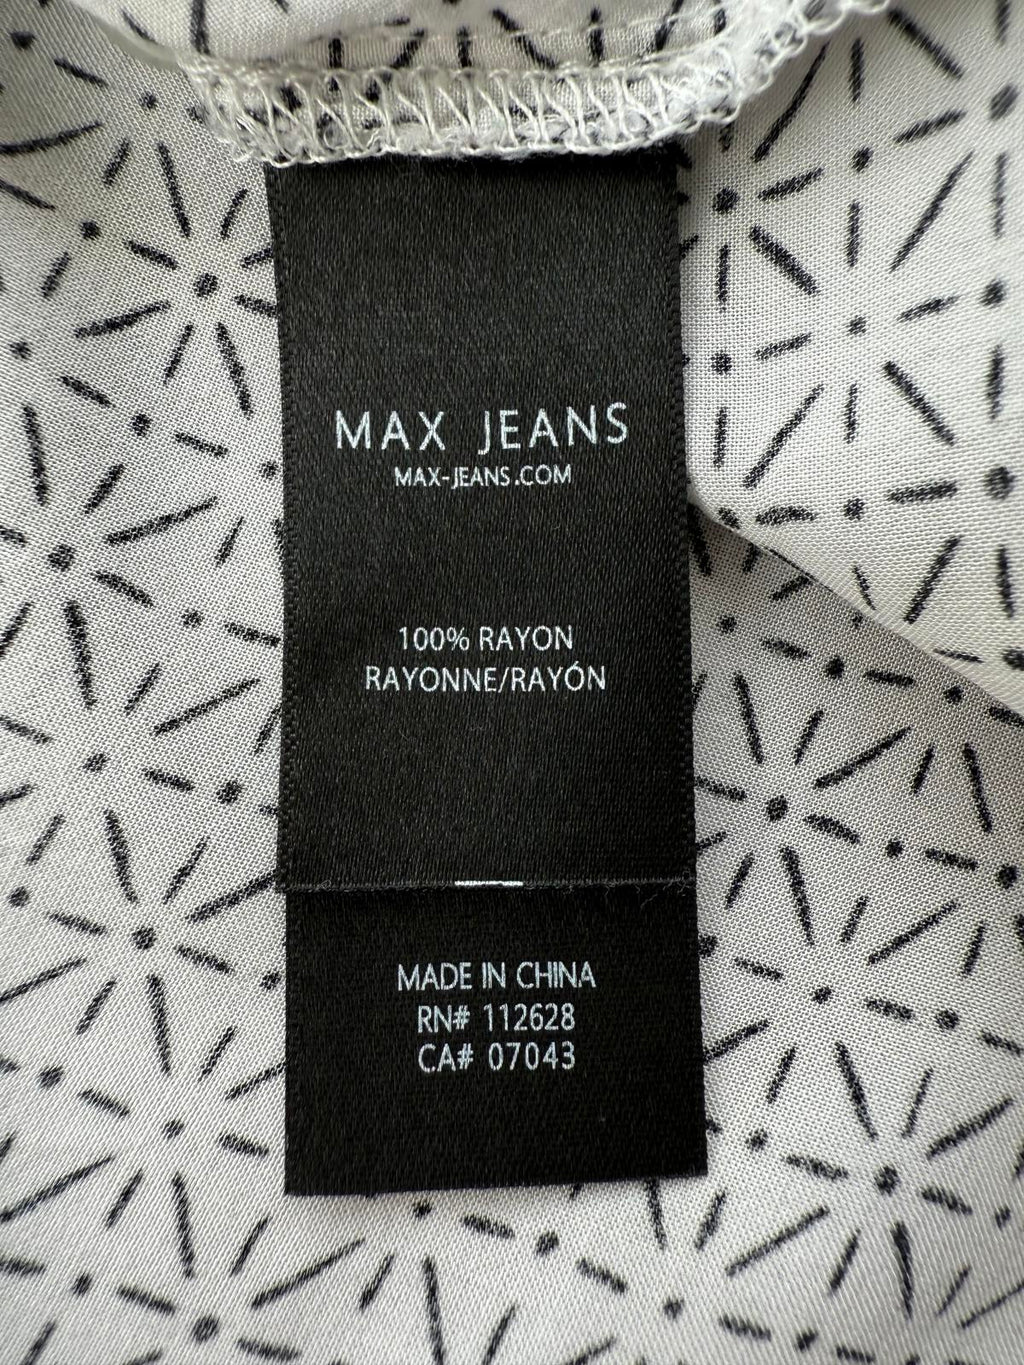 MAX JEANS
MAX-JEANS.COM
100% RAYON
RAYONNE/RAYÓN
MADE IN CHINA
RN# 112628
CA# 07043